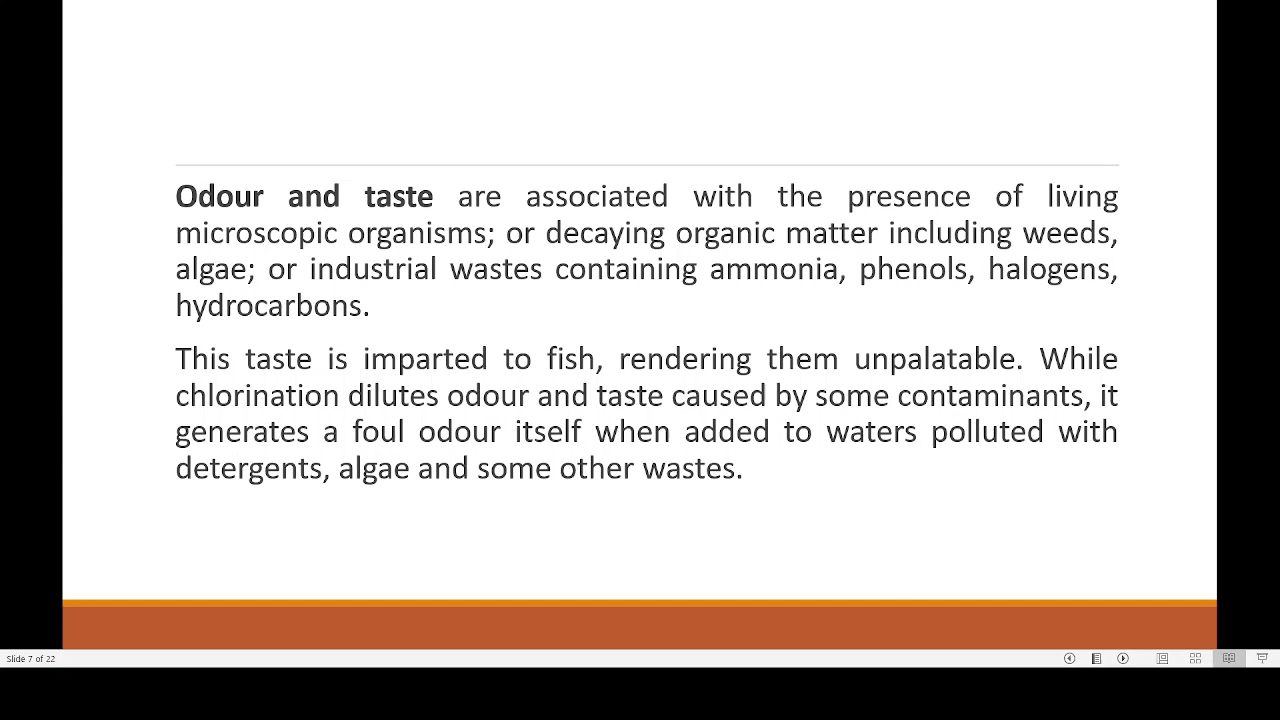 Odour and taste are associated with the presence of living
microscopic organisms; or decaying organic matter including weeds,
algae; or industrial wastes containing ammonia, phenols, halogens,
hydrocarbons.
This taste is imparted to fish, rendering them unpalatable. While
chlorination dilutes odour and taste caused by some contaminants, it
generates a foul odour itself when added to waters polluted with
detergents, algae and some other wastes.
Slide 7 of 22